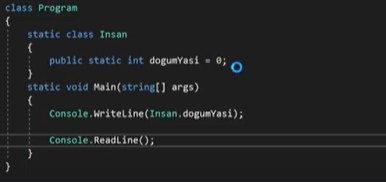 class Program
{
static class Insan
{
public static int dogumYasi = 0;
}
static void Main(string[] args)
{
Console.WriteLine(Insan.dogumYasi);
Console.ReadLine();
}
}